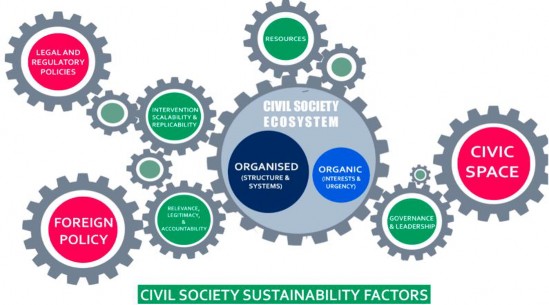 RESOURCES
LEGAL AND
REGULATORY
POLICIES
INTERVENTION
SCALABILITY &
REPLICABILITY
CIVIL SOCIETY
ECOSYSTEM
ORGANISED
(STRUCTURE &
SYSTEMS)
ORGANIC
(INTERESTS &
URGENCY)
CIVIC
SPACE
FOREIGN
POLICY
RELEVANCE,
LEGITIMACY,
&
ACCOUNTABILITY
GOVERNANCE
& LEADERSHIP
CIVIL SOCIETY SUSTAINABILITY FACTORS